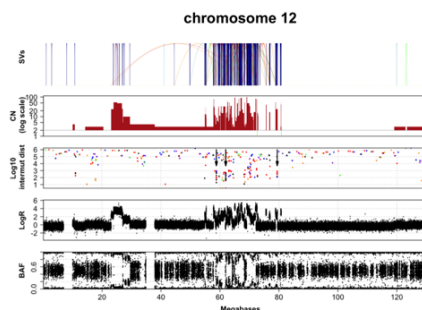 chromosome 12
SVs
CN
(log scale)
100
50
20
10
5
2
Log10
intermut dist
6
5
4
3
2
1
LogR
6
4
2
0
-2
BAF
0.6
0.0
20
40
60
80
100
120
Megabases